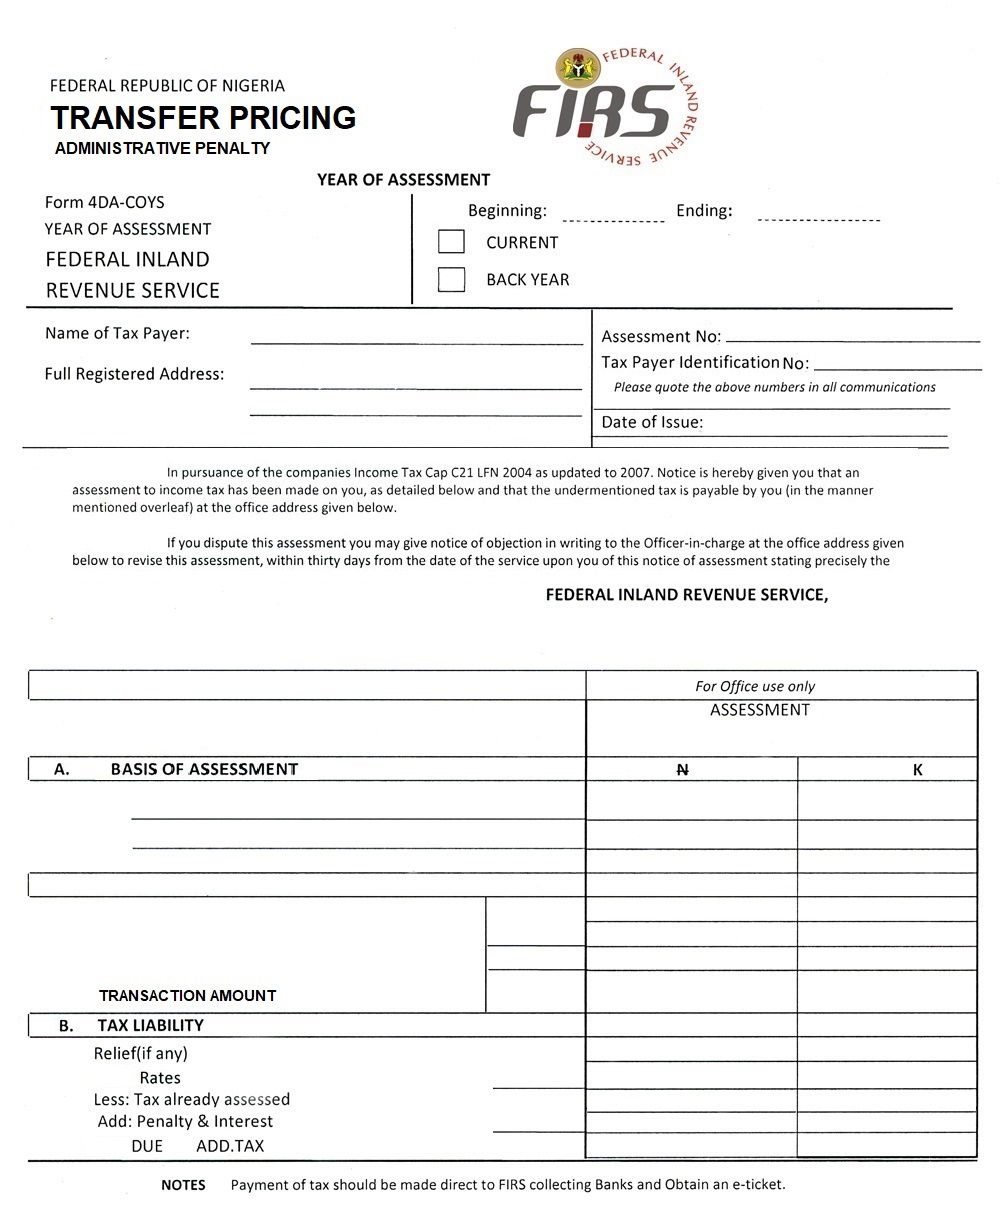 FEDERAL REPUBLIC OF NIGERIA
TRANSFER PRICING
ADMINISTRATIVE PENALTY
FIRS
FEDERAL INLAND REVENUE SERVICE
YEAR OF ASSESSMENT
Form 4DA-COYS
YEAR OF ASSESSMENT
FEDERAL INLAND
REVENUE SERVICE
Beginning: Ending:
CURRENT
BACK YEAR
Name of Tax Payer:
Full Registered Address:
Assessment No:
Tax Payer Identification No:
Please quote the above numbers in all communications
Date of Issue:
In pursuance of the companies Income Tax Cap C21 LFN 2004 as updated to 2007. Notice is hereby given you that an
assessment to income tax has been made on you, as detailed below and that the undermentioned tax is payable by you (in the manner
mentioned overleaf) at the office address given below.
If you dispute this assessment you may give notice of objection in writing to the Officer-in-charge at the office address given
below to revise this assessment, within thirty days from the date of the service upon you of this notice of assessment stating precisely the
FEDERAL INLAND REVENUE SERVICE,
For Office use only
ASSESSMENT
A. BASIS OF ASSESSMENT ₦ K
TRANSACTION AMOUNT
B. TAX LIABILITY
Relief(if any)
Rates
Less: Tax already assessed
Add: Penalty & Interest
DUE ADD.TAX
NOTES Payment of tax should be made direct to FIRS collecting Banks and Obtain an e-ticket.